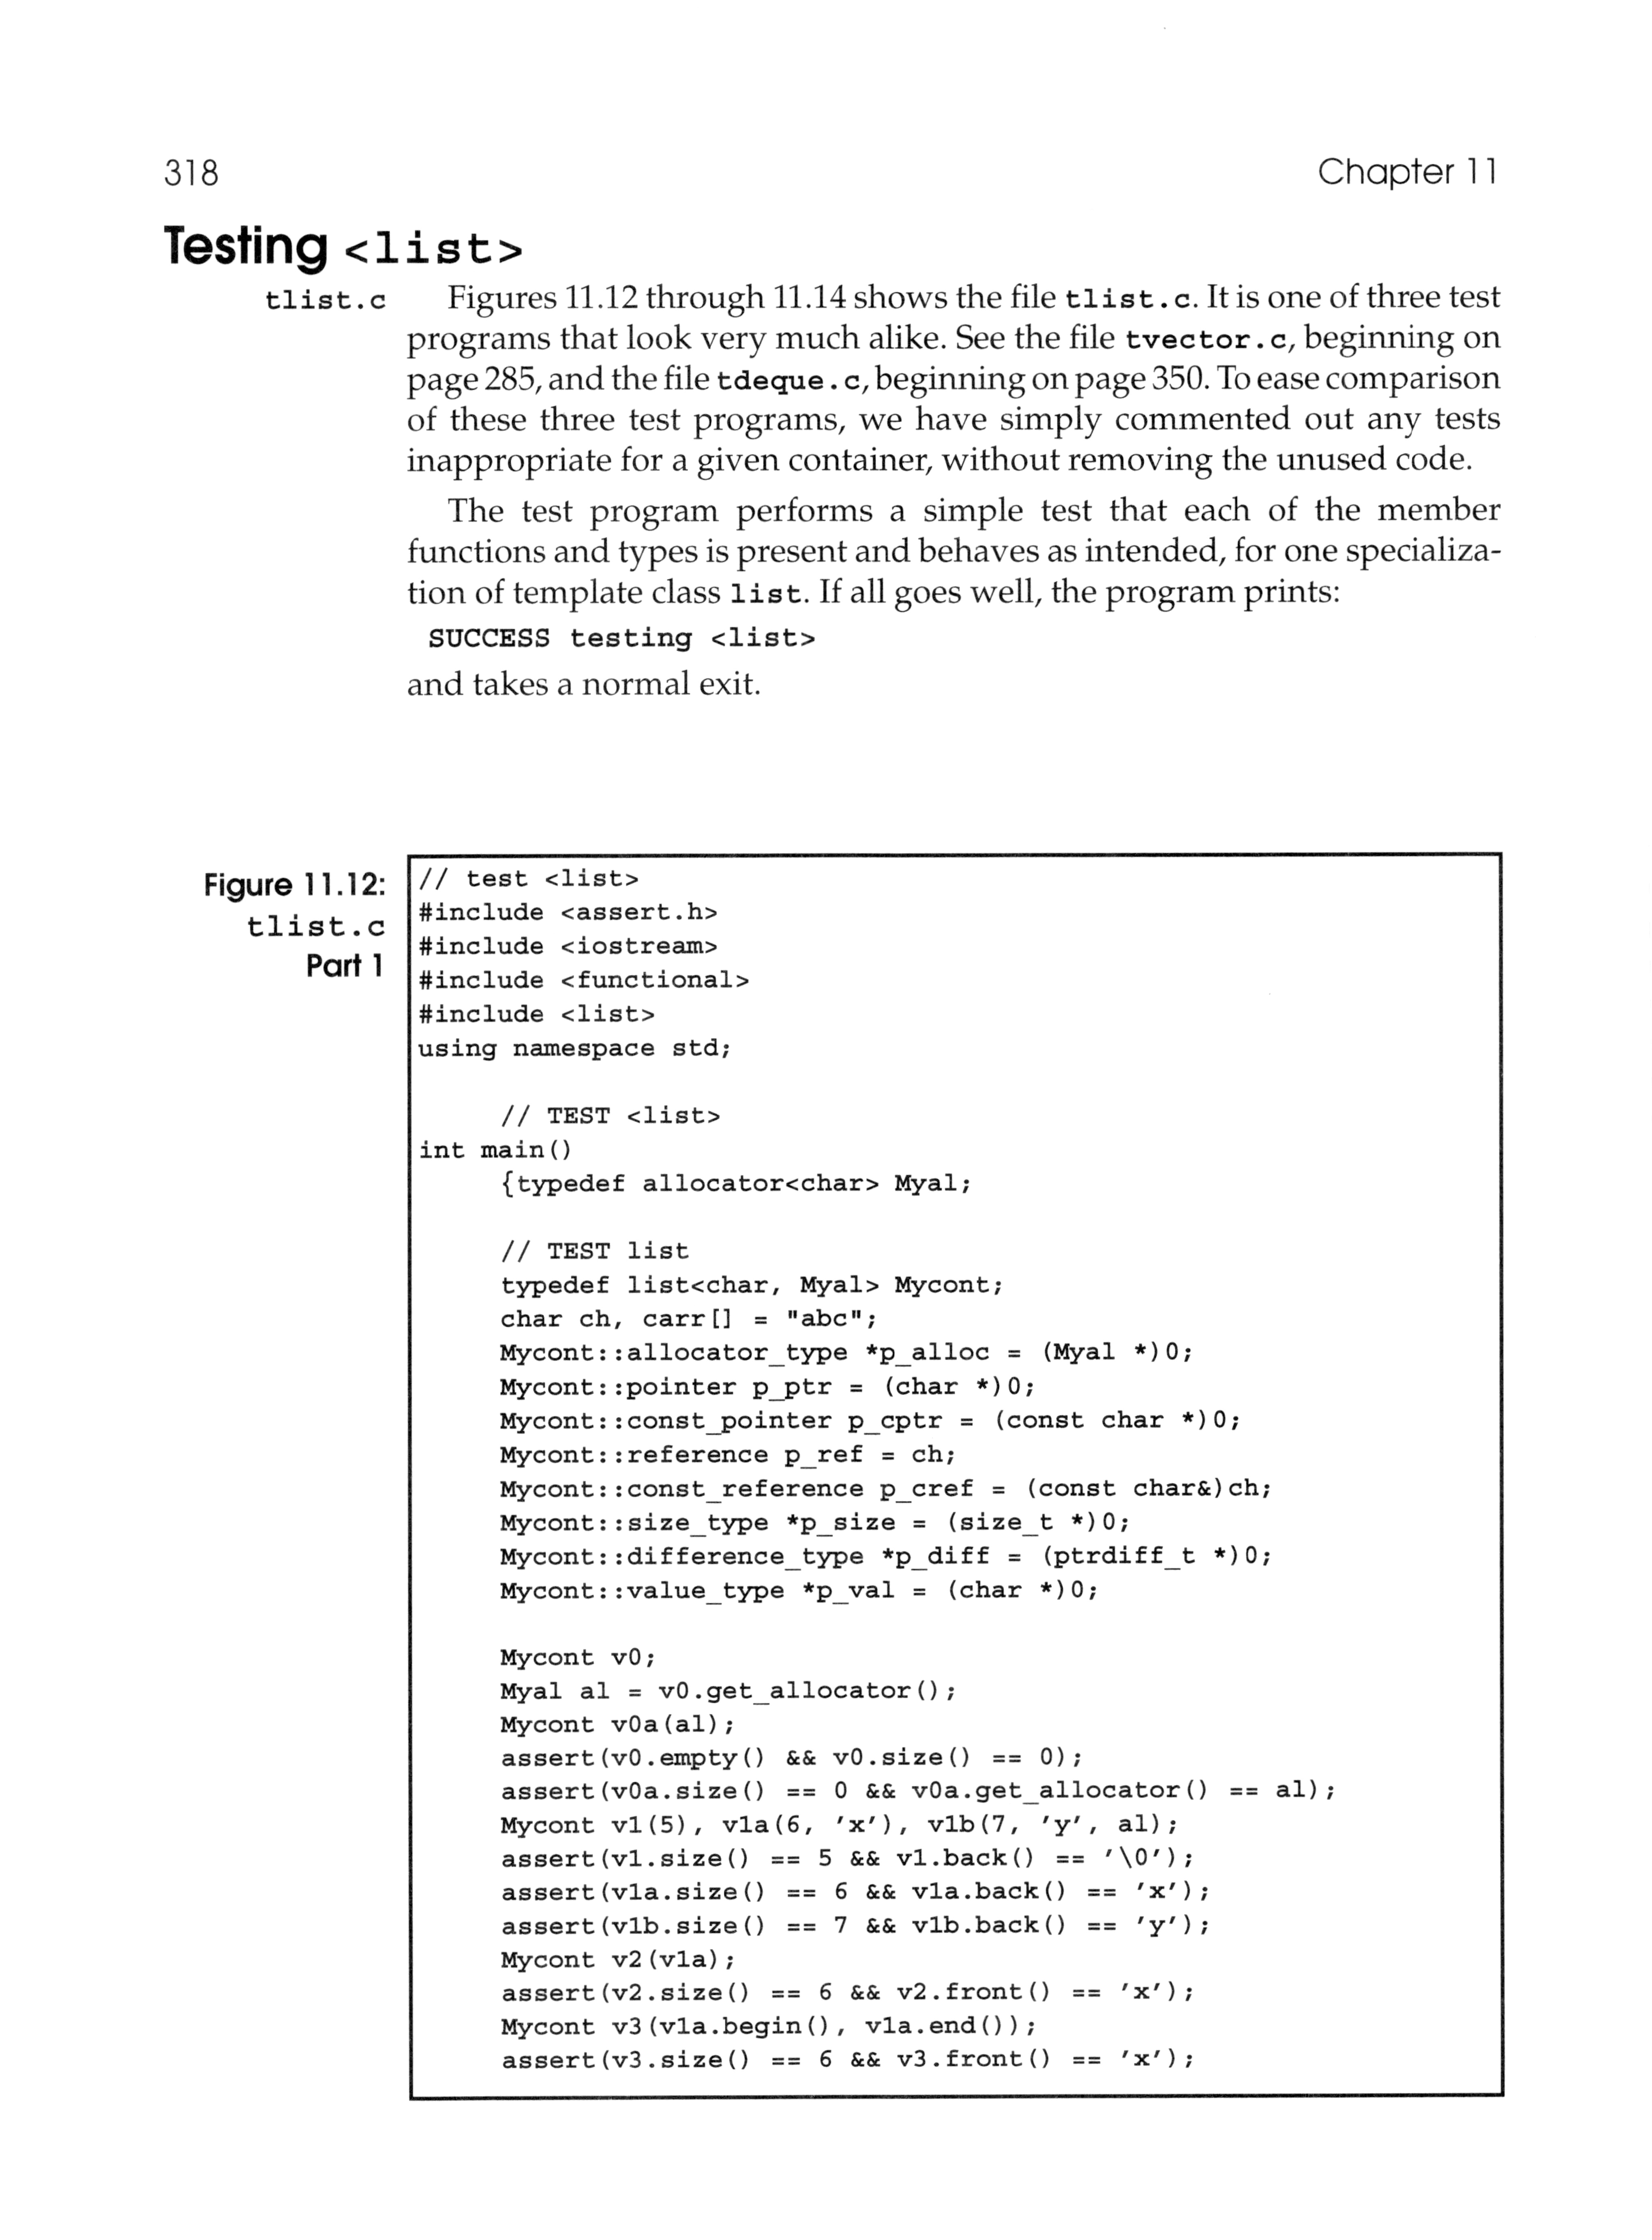 318 Chapter 11
Testing <list>
tlist.c Figures 11.12 through 11.14 shows the file tlist.c. It is one of three test
programs that look very much alike. See the file tvector.c, beginning on
page 285, and the file tdeque.c, beginning on page 350. To ease comparison
of these three test programs, we have simply commented out any tests
inappropriate for a given container, without removing the unused code.
The test program performs a simple test that each of the member
functions and types is present and behaves as intended, for one specializa-
tion of template class list. If all goes well, the program prints:
SUCCESS testing <list>
and takes a normal exit.
Figure 11.12:
tlist.c
Part 1
// test <list>
#include <assert.h>
#include <iostream>
#include <functional>
#include <list>
using namespace std;
// TEST <list>
int main()
{typedef allocator<char> Myal;
// TEST list
typedef list<char, Myal> Mycont;
char ch, carr[] = "abc";
Mycont::allocator_type *p_alloc = (Myal *)0;
Mycont::pointer p_ptr = (char *)0;
Mycont::const_pointer p_cptr = (const char *)0;
Mycont::reference p_ref = ch;
Mycont::const_reference p_cref = (const char&)ch;
Mycont::size_type *p_size = (size_t *)0;
Mycont::difference_type *p_diff = (ptrdiff_t *)0;
Mycont::value_type *p_val = (char *)0;
Mycont v0;
Myal al = v0.get_allocator();
Mycont v0a(al);
assert(v0.empty() && v0.size() == 0);
assert(v0a.size() == 0 && v0a.get_allocator() == al);
Mycont v1(5), v1a(6, 'x'), v1b(7, 'y', al);
assert(v1.size() == 5 && v1.back() == '\0');
assert(v1a.size() == 6 && v1a.back() == 'x');
assert(v1b.size() == 7 && v1b.back() == 'y');
Mycont v2(v1a);
assert(v2.size() == 6 && v2.front() == 'x');
Mycont v3(v1a.begin(), v1a.end());
assert(v3.size() == 6 && v3.front() == 'x');